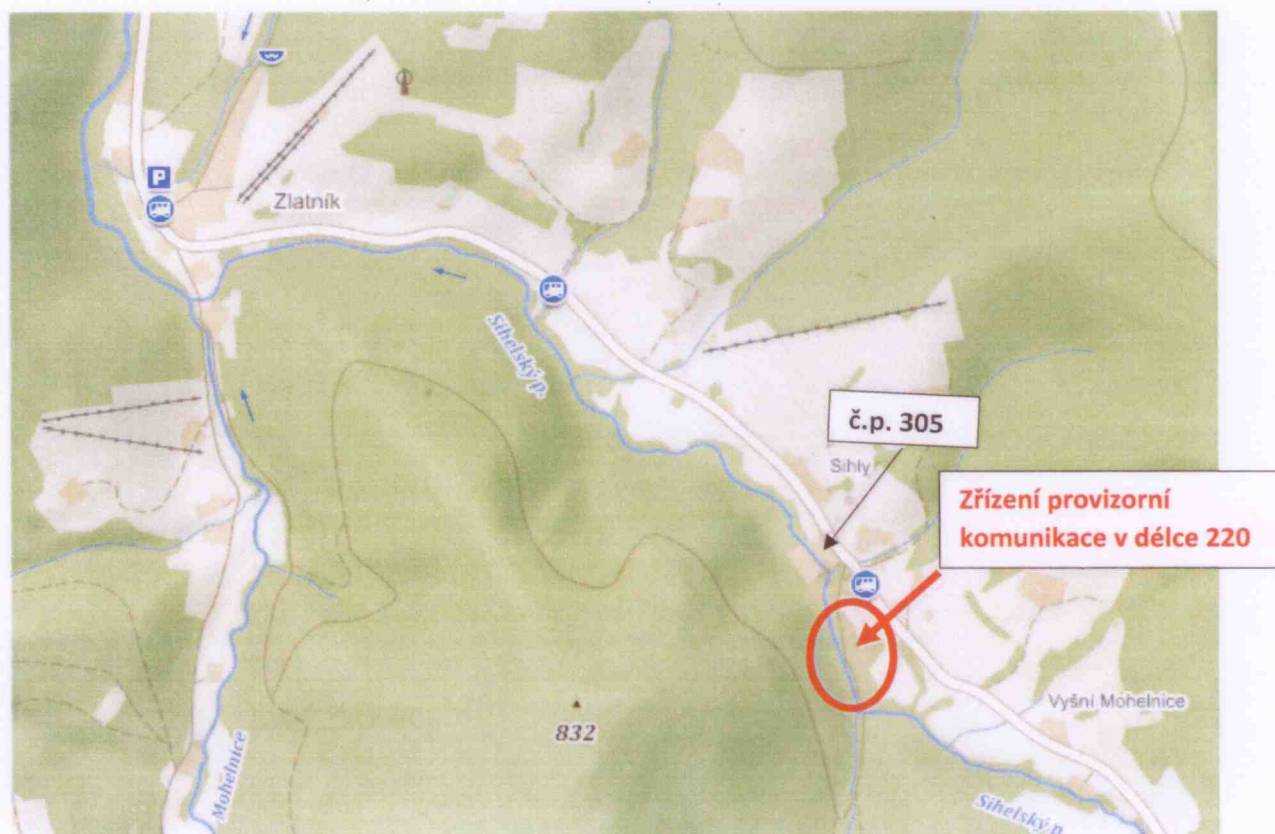 P
Zlatník
Sihelský p.
č.p. 305
Sihly
Zřízení provizorní
komunikace v délce 220
Vyšní Mohelnice
832
Mohelnice
Sihelský p.